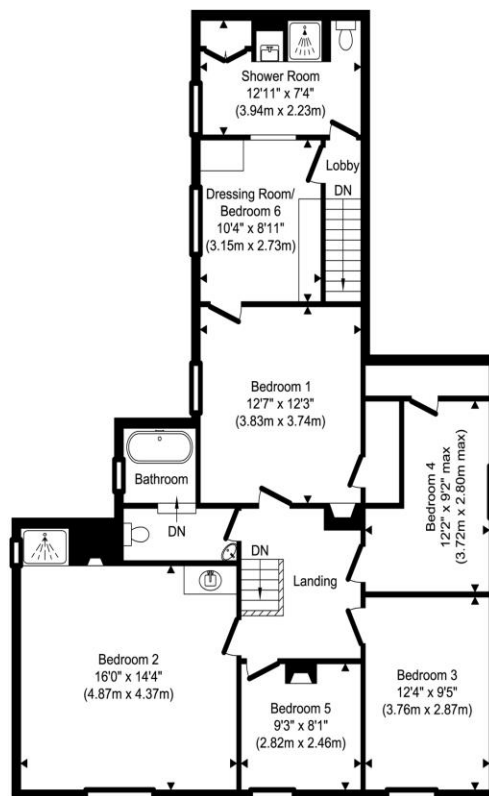 Shower Room
12'11" x 7'4"
(3.94m x 2.23m)
Lobby
DN
Dressing Room/
Bedroom 6
10'4" x 8'11"
(3.15m x 2.73m)
Bedroom 1
12'7" x 12'3"
(3.83m x 3.74m)
Bedroom 4
12'2" x 9'2" max
(3.72m x 2.80m max)
Bathroom
DN
DN
Landing
Bedroom 2
16'0" x 14'4"
(4.87m x 4.37m)
Bedroom 3
12'4" x 9'5"
(3.76m x 2.87m)
Bedroom 5
9'3" x 8'1"
(2.82m x 2.46m)